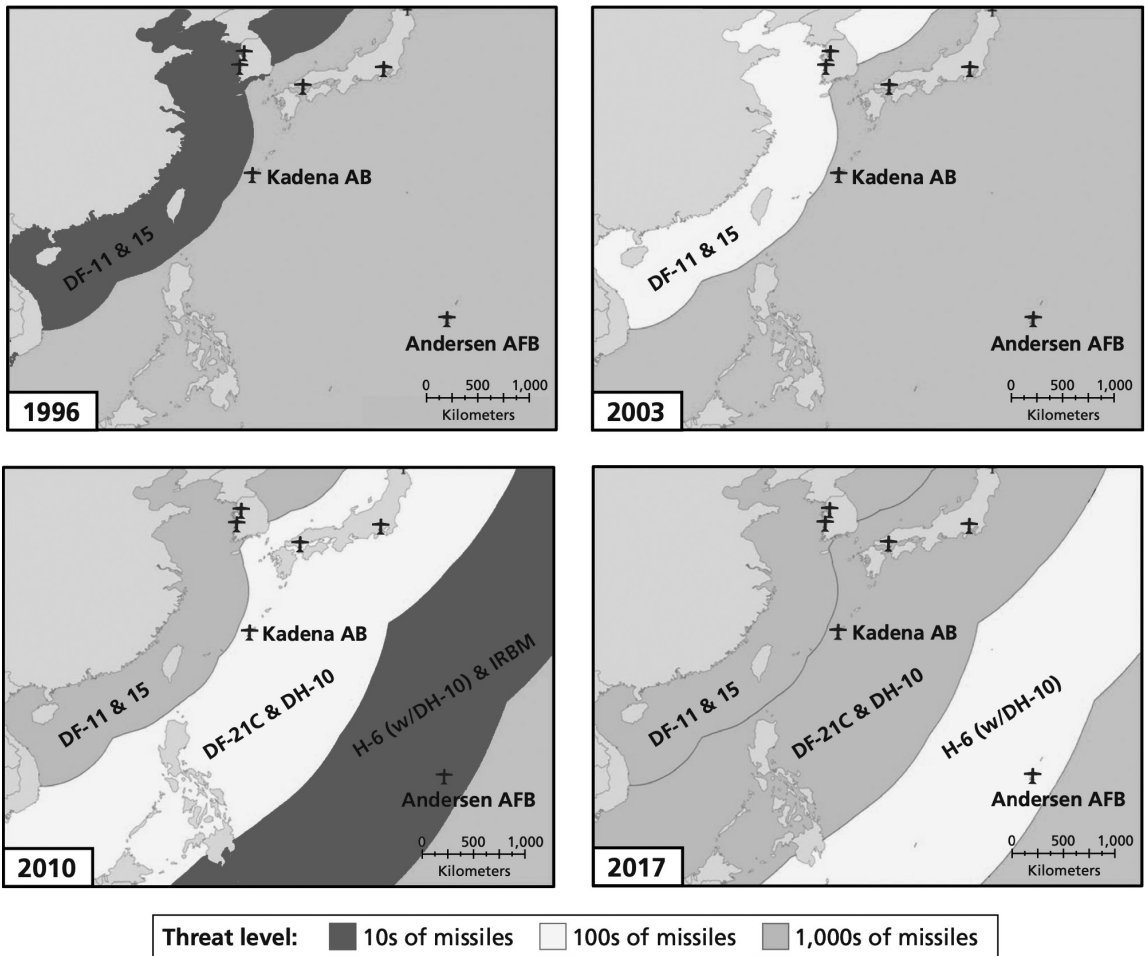 DF-11 & 15
Kadena AB
Andersen AFB
0 500 1,000
Kilometers
1996
DF-11 & 15
Kadena AB
Andersen AFB
0 500 1,000
Kilometers
2003
Kadena AB
DF-11 & 15
DF-21C & DH-10
H-6 (w/DH-10) & IRBM
Andersen AFB
0 500 1,000
Kilometers
2010
Kadena AB
DF-11 & 15
DF-21C & DH-10
H-6 (w/DH-10)
Andersen AFB
0 500 1,000
Kilometers
2017
Threat level: 10s of missiles 100s of missiles 1,000s of missiles